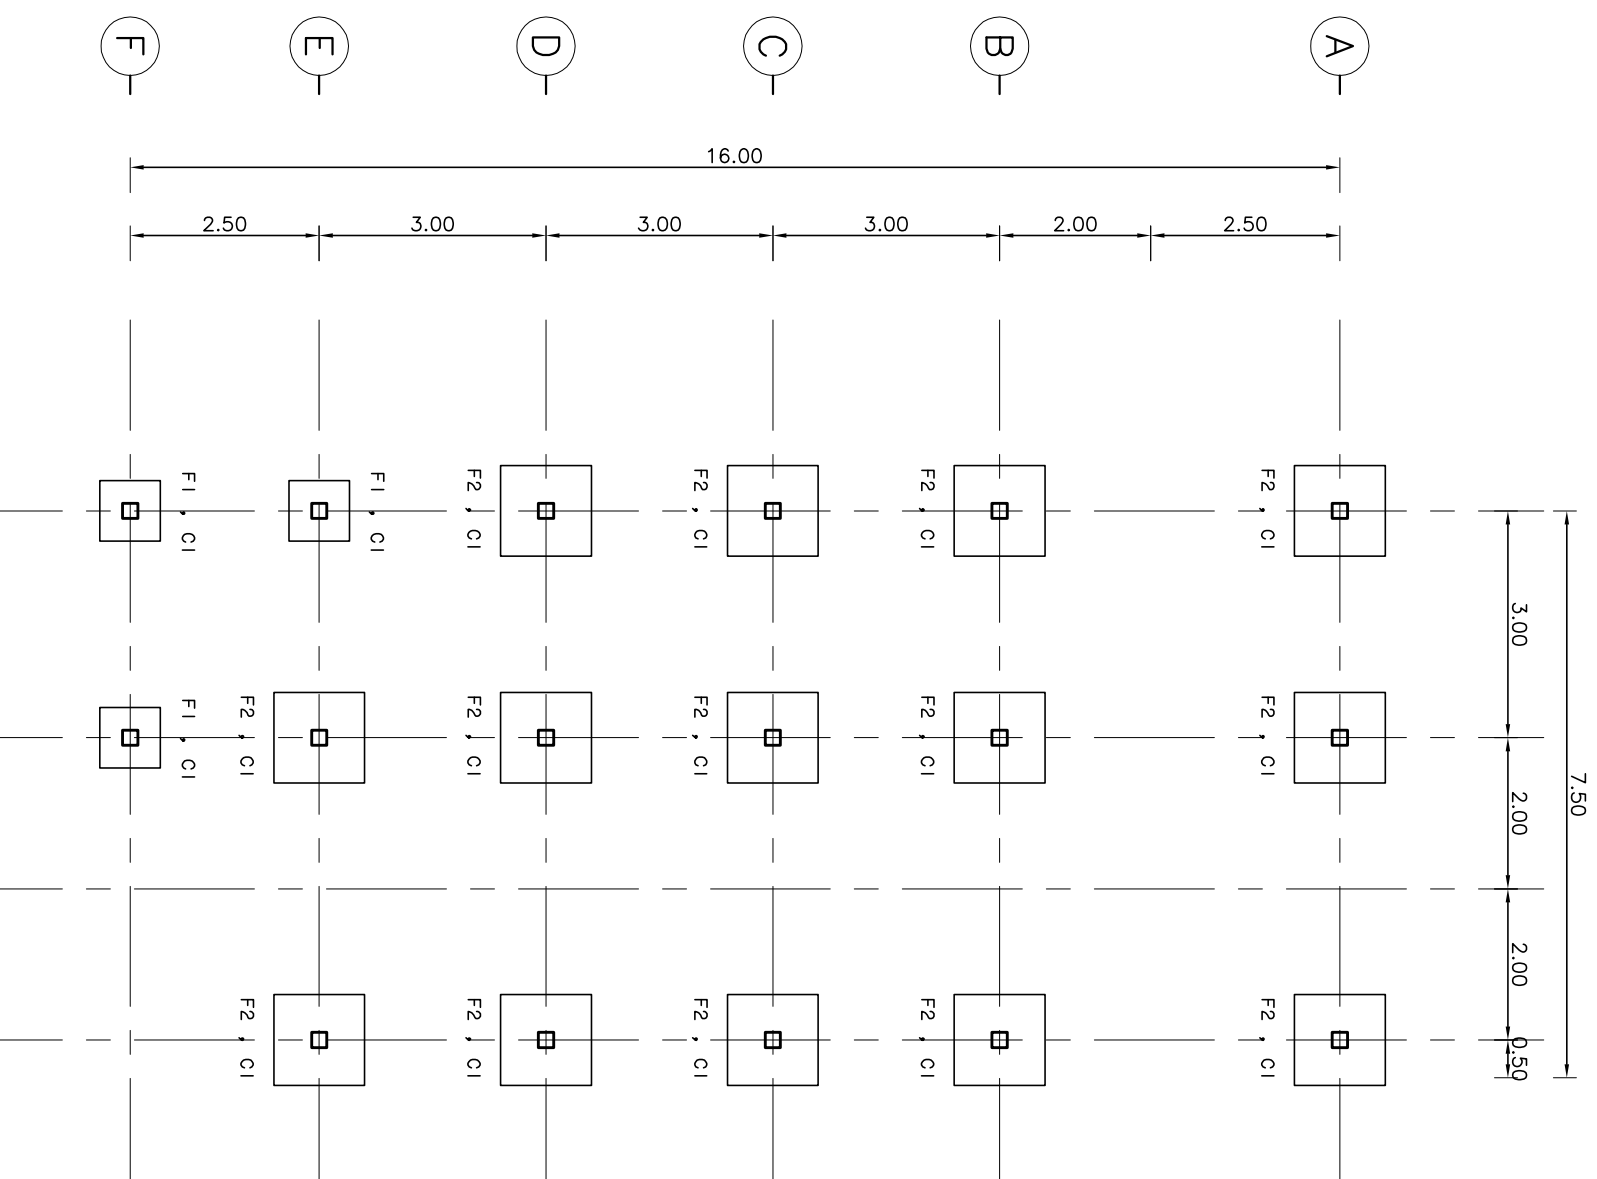 F E D C B A
16.00
2.50 3.00 3.00 3.00 2.00 2.50
F1 , C1 F1 , C1 F2 , C1 F2 , C1 F2 , C1 F2 , C1
3.00
F1 , C1 F2 , C1 F2 , C1 F2 , C1 F2 , C1 F2 , C1
2.00 7.50
2.00
F2 , C1 F2 , C1 F2 , C1 F2 , C1 F2 , C1
0.50